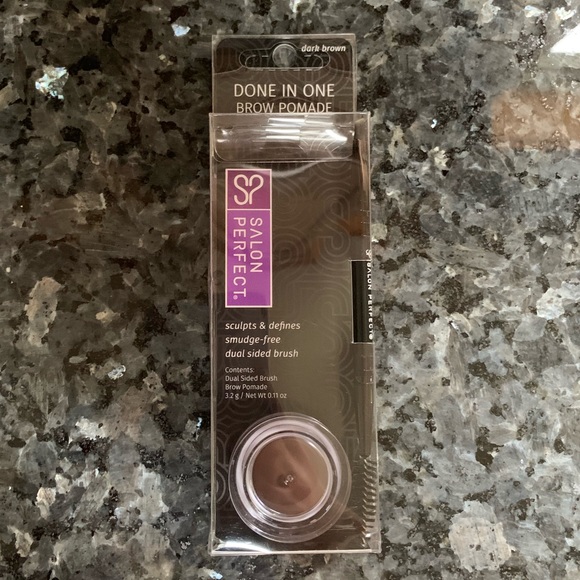 dark brown
DONE IN ONE
BROW POMADE
SP
SALON
PERFECT®
SP SALON PERFECT®
sculpts & defines
smudge-free
dual sided brush
Contents:
Dual Sided Brush
Brow Pomade
3.2 g / Net Wt 0.11 oz